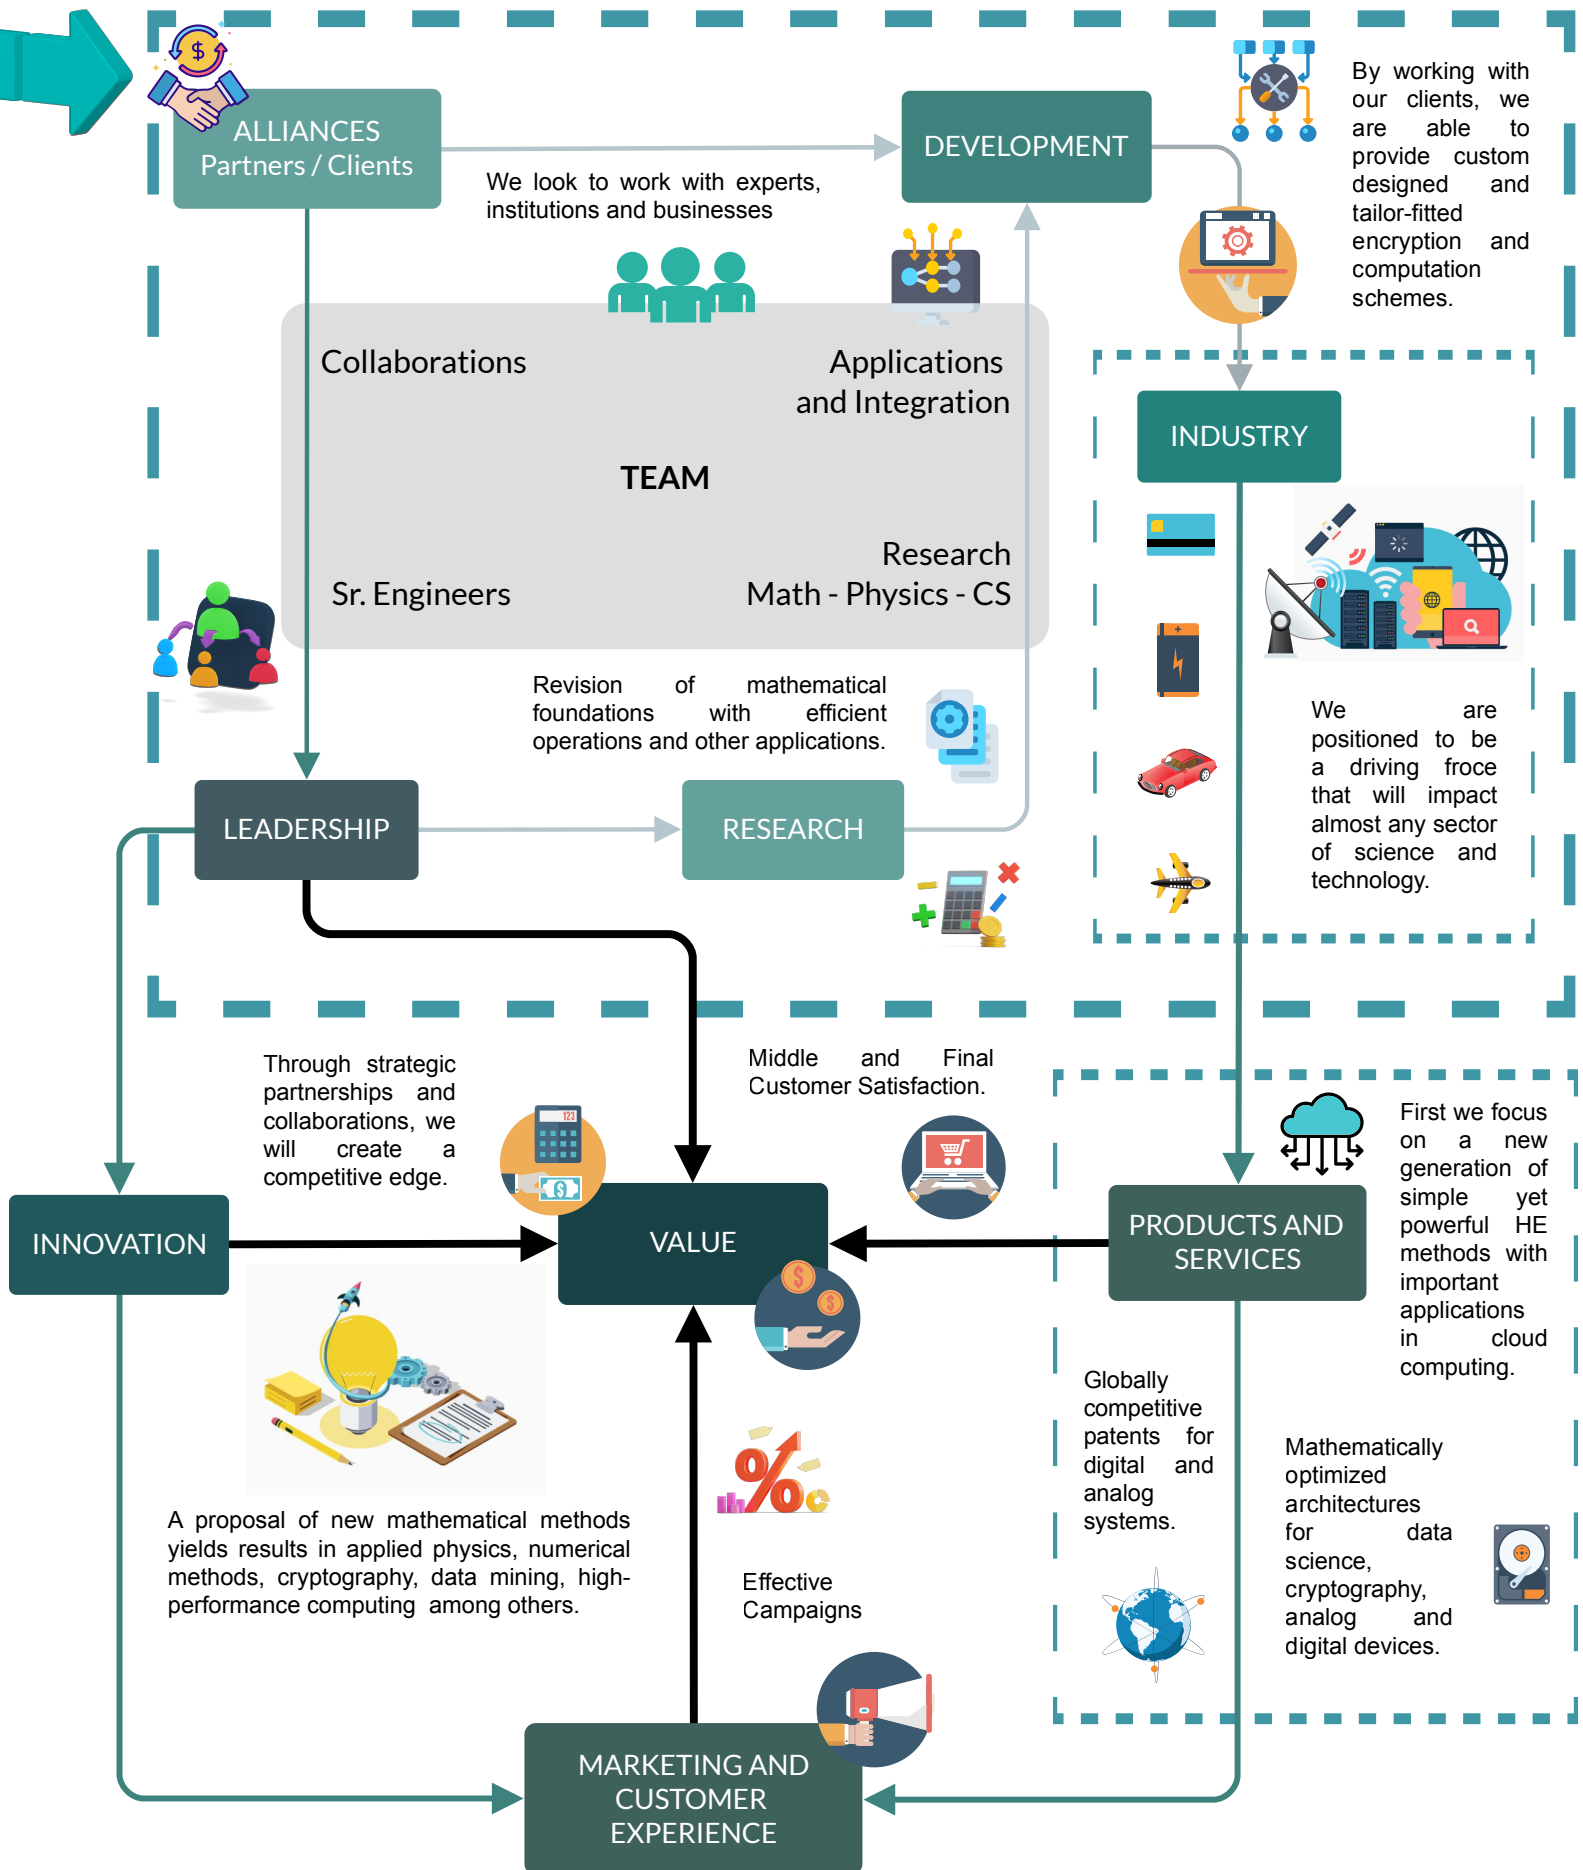 ALLIANCES
Partners / Clients
We look to work with experts,
institutions and businesses
DEVELOPMENT
By working with
our clients, we
are able to
provide custom
designed and
tailor-fitted
encryption and
computation
schemes.
Collaborations
Applications
and Integration
TEAM
Sr. Engineers
Research
Math - Physics - CS
INDUSTRY
We are
positioned to be
a driving froce
that will impact
almost any sector
of science and
technology.
Revision of mathematical
foundations with efficient
operations and other applications.
LEADERSHIP
RESEARCH
Through strategic
partnerships and
collaborations, we
will create a
competitive edge.
Middle and Final
Customer Satisfaction.
123
INNOVATION
VALUE
PRODUCTS AND
SERVICES
First we focus
on a new
generation of
simple yet
powerful HE
methods with
important
applications
in cloud
computing.
Globally
competitive
patents for
digital and
analog
systems.
Mathematically
optimized
architectures
for data
science,
cryptography,
analog and
digital devices.
A proposal of new mathematical methods
yields results in applied physics, numerical
methods, cryptography, data mining, high-
performance computing among others.
Effective
Campaigns
MARKETING AND
CUSTOMER
EXPERIENCE